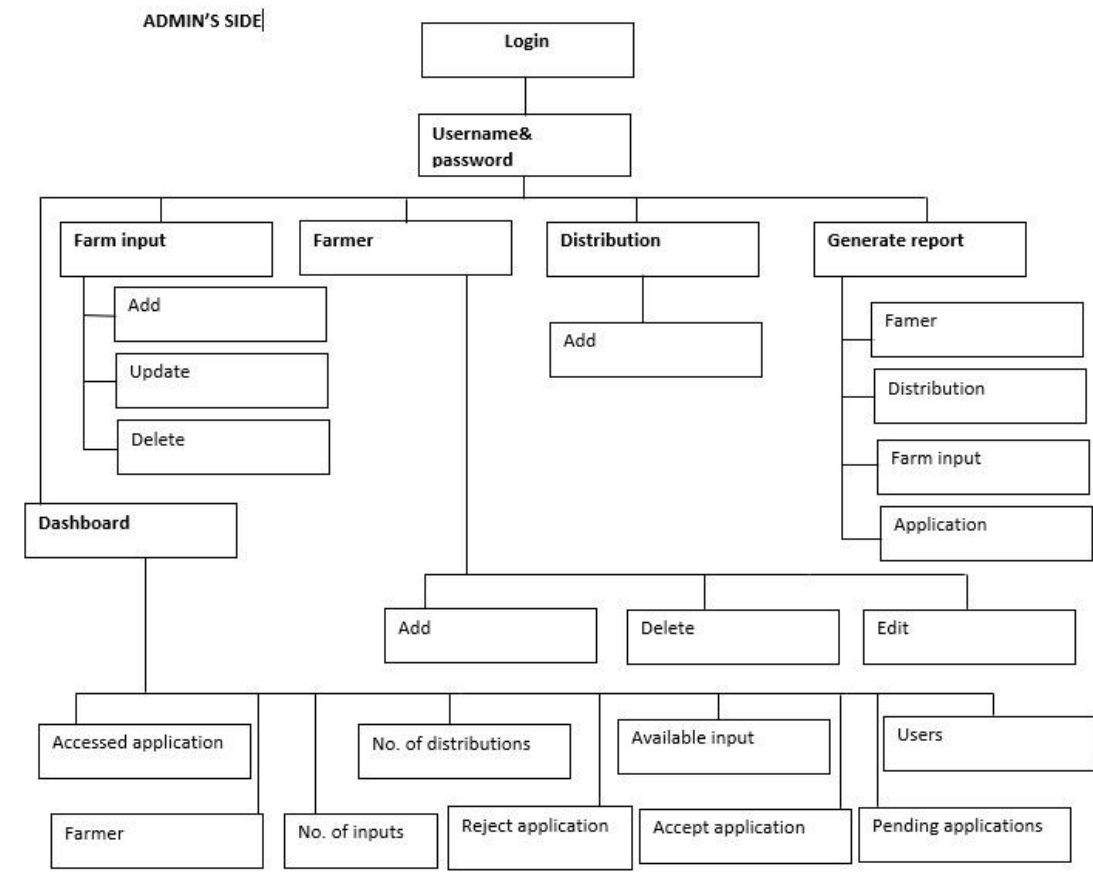 ADMIN'S SIDE
Login
Username&
password
Farm input
Farmer
Distribution
Generate report
Add
Update
Delete
Add
Famer
Distribution
Farm input
Application
Dashboard
Add
Delete
Edit
Accessed application
No. of distributions
Available input
Users
Farmer
No. of inputs
Reject application
Accept application
Pending applications